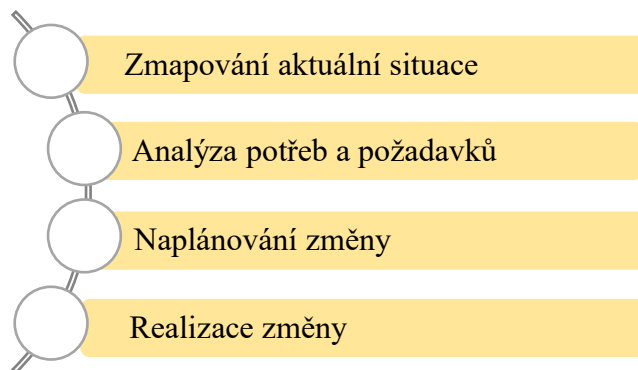 Zmapování aktuální situace
Analýza potřeb a požadavků
Naplánování změny
Realizace změny